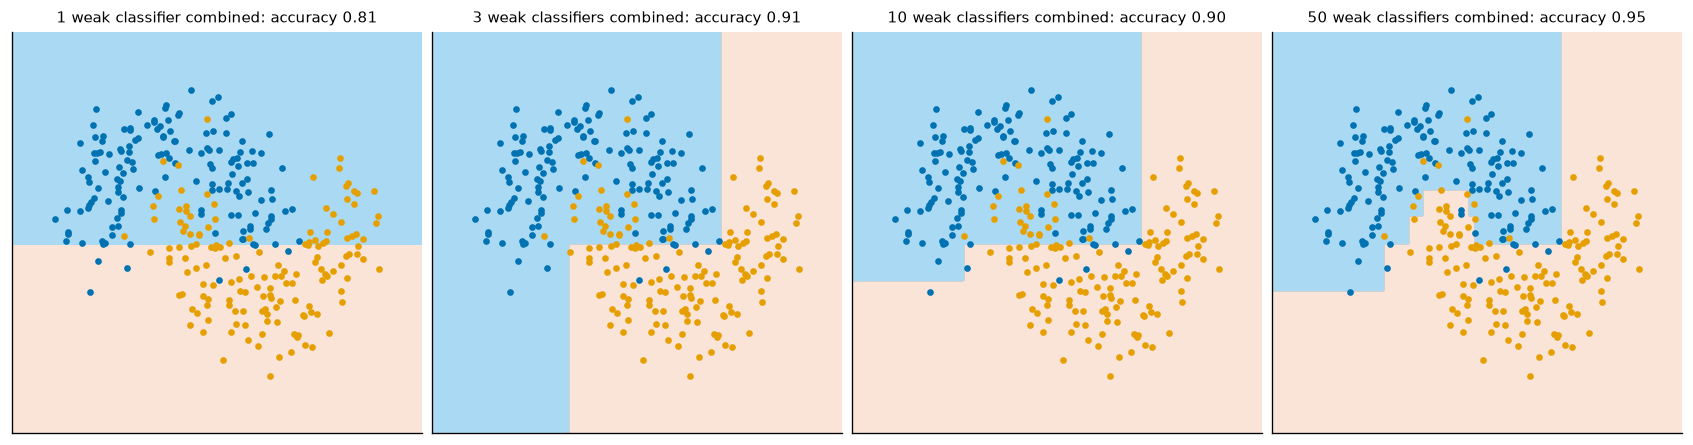 1 weak classifier combined: accuracy 0.81
3 weak classifiers combined: accuracy 0.91
10 weak classifiers combined: accuracy 0.90
50 weak classifiers combined: accuracy 0.95